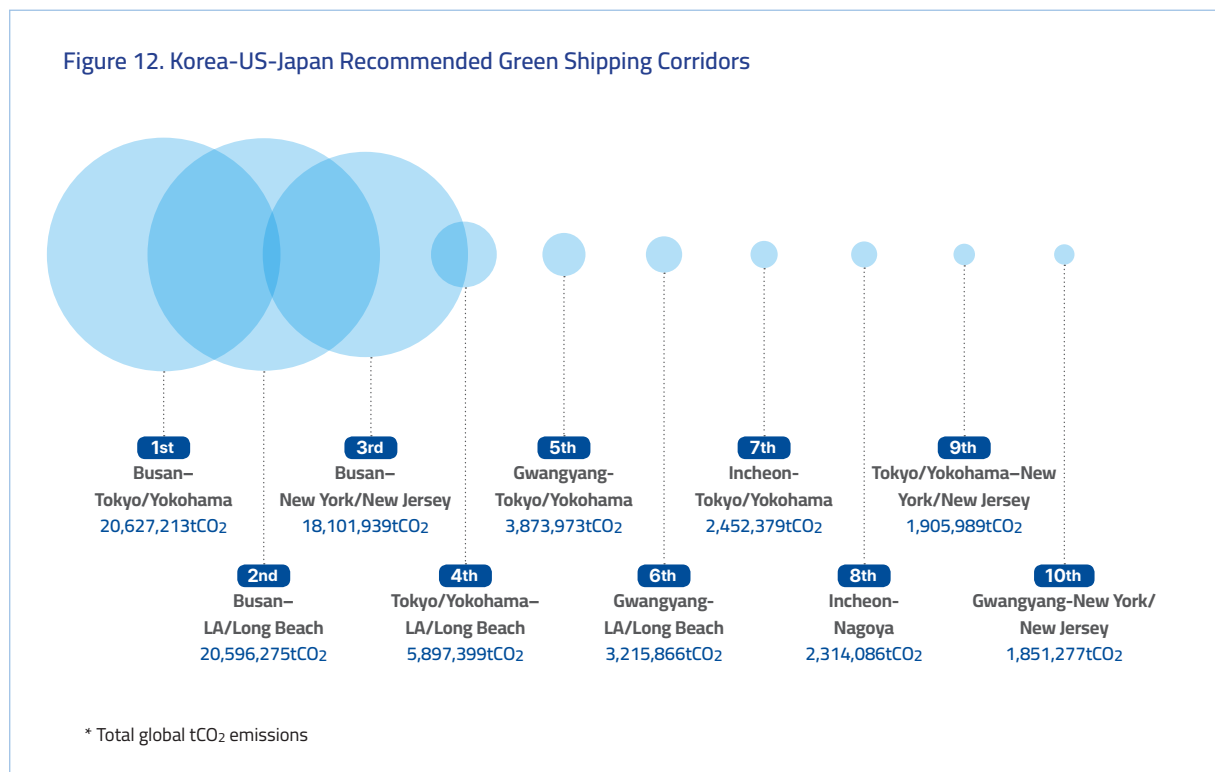 Figure 12. Korea-US-Japan Recommended Green Shipping Corridors
1st
Busan–
Tokyo/Yokohama
20,627,213tCO2
2nd
Busan–
LA/Long Beach
20,596,275tCO2
3rd
Busan–
New York/New Jersey
18,101,939tCO2
4th
Tokyo/Yokohama–
LA/Long Beach
5,897,399tCO2
5th
Gwangyang-
Tokyo/Yokohama
3,873,973tCO2
6th
Gwangyang-
LA/Long Beach
3,215,866tCO2
7th
Incheon-
Tokyo/Yokohama
2,452,379tCO2
8th
Incheon-
Nagoya
2,314,086tCO2
9th
Tokyo/Yokohama–New
York/New Jersey
1,905,989tCO2
10th
Gwangyang-New York/
New Jersey
1,851,277tCO2
* Total global tCO2 emissions